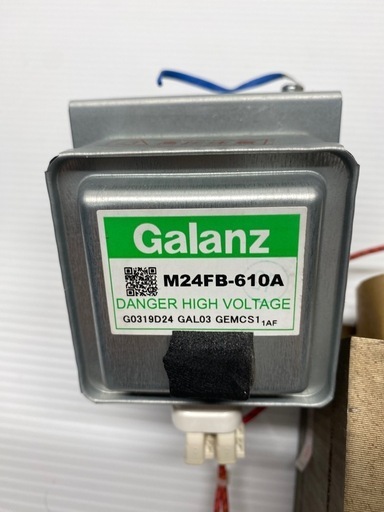 Galanz
M24FB-610A
DANGER HIGH VOLTAGE
G0319D24 GAL03 GEMCS1 1AF